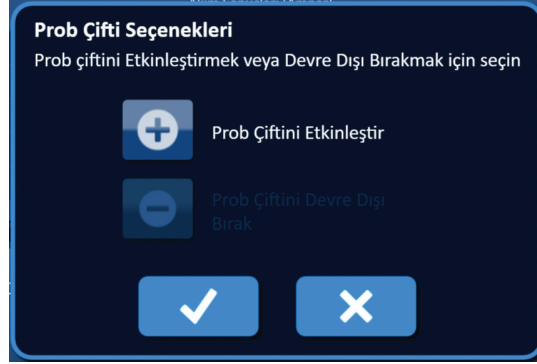 Prob Çifti Seçenekleri
Prob çiftini Etkinleştirmek veya Devre Dışı Bırakmak için seçin
Prob Çiftini Etkinleştir
Prob Çiftini Devre Dışı
Bırak